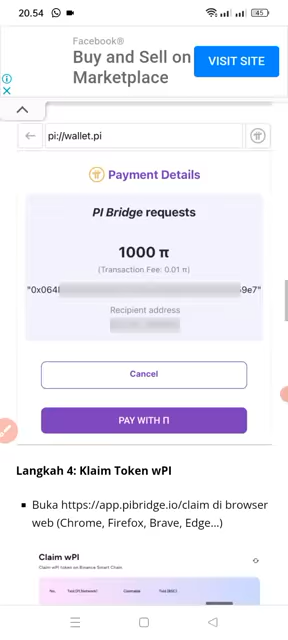 20.54
45
Facebook®
Buy and Sell on
Marketplace
VISIT SITE
pi://wallet.pi
Payment Details
PI Bridge requests
1000 π
(Transaction Fee: 0.01 π)
"0x064
9e7"
Recipient address
Cancel
PAY WITH Π
Langkah 4: Klaim Token wPI
Buka https://app.pibridge.io/claim di browser
web (Chrome, Firefox, Brave, Edge...)
Claim wPI
Claim wPI token on Binance Smart Chain
No.